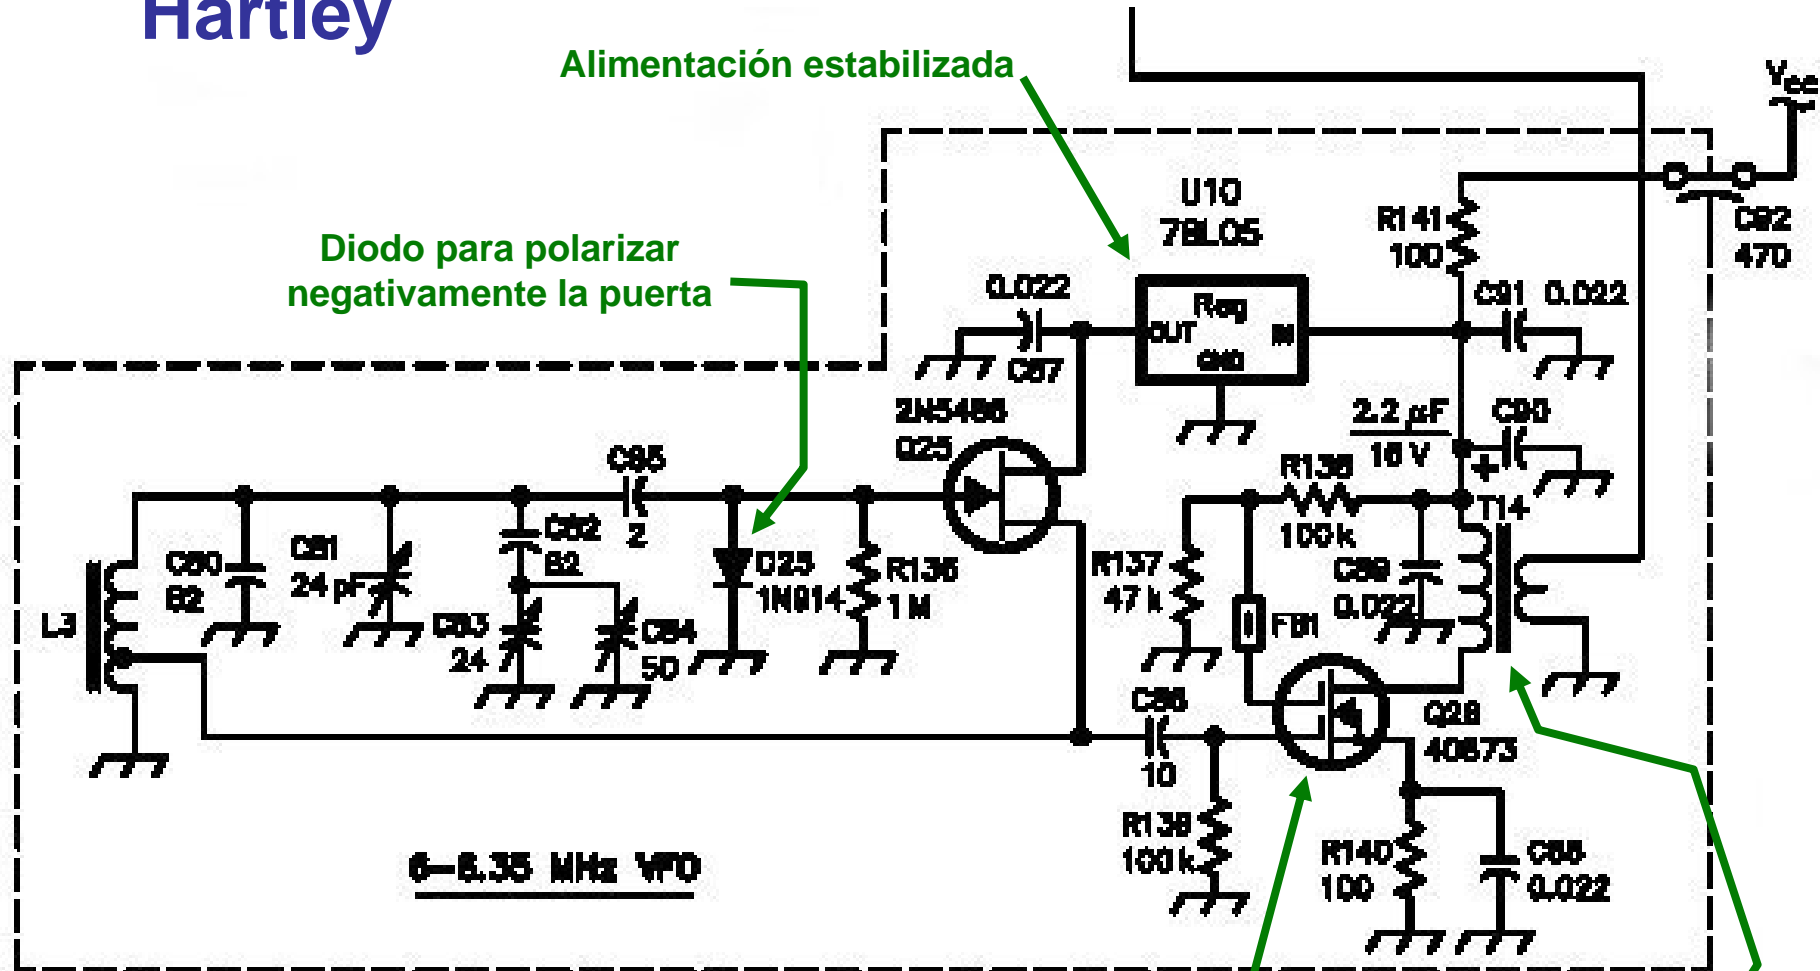 Hartley
Alimentación estabilizada
Vcc
U10
78L05
R141
100
C92
470
Diodo para polarizar
negativamente la puerta
0.022
Reg
OUT
IN
GND
C91 0.022
C87
2N5486
Q25
2.2 µF
16 V
C90
C85
2
R138
100k
T14
C80
82
C81
24 pF
C82
82
D25
1N914
R136
1 M
R137
47 k
C89
0.022
L3
C83
24
C84
50
FB1
C86
10
Q28
40673
R139
100k
R140
100
C88
0.022
6-6.35 MHz VFO